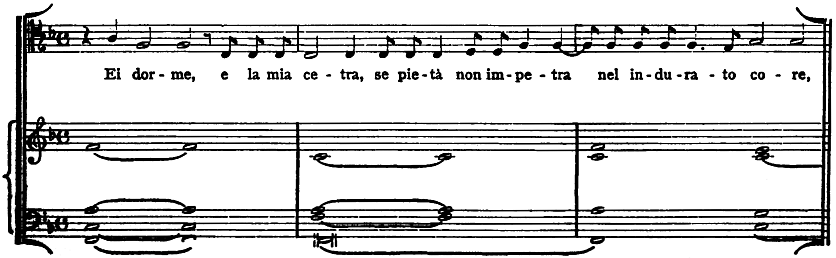 Ei dor - me, e la mia ce - tra, se pie - tà non im - pe - tra nel in - du - ra - to co - re,